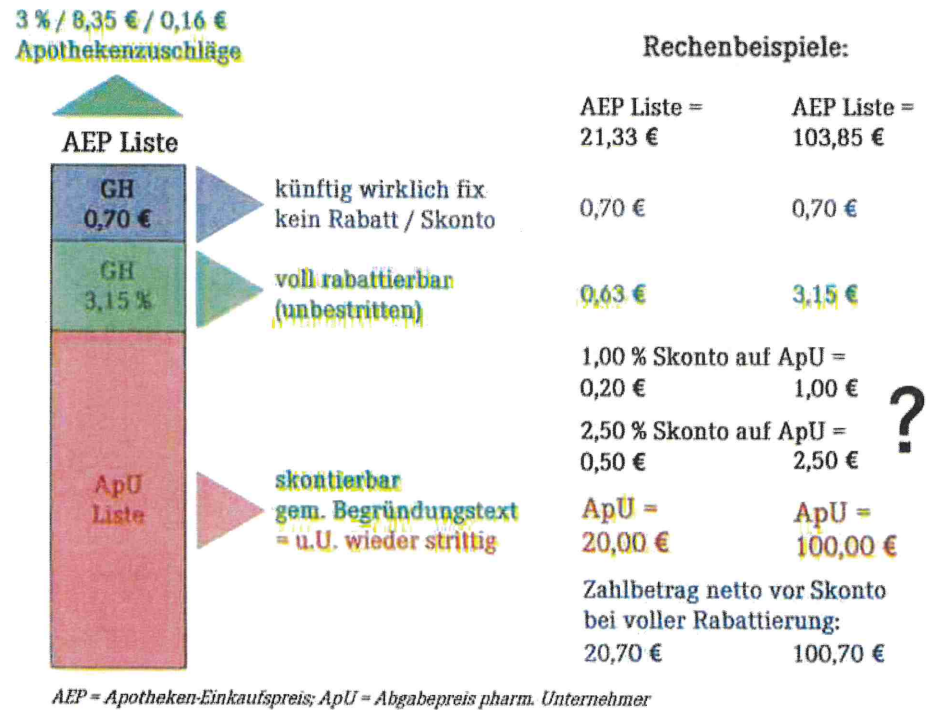 3 % / 8,35 € / 0,16 €
Apothekenzuschläge
AEP Liste
GH
0,70 €
GH
3,15 %
ApU
Liste
künftig wirklich fix
kein Rabatt / Skonto
voll rabattierbar
(unbestritten)
skontierbar
gem. Begründungstext
= u.U. wieder strittig
Rechenbeispiele:
AEP Liste = AEP Liste =
21,33 € 103,85 €
0,70 € 0,70 €
0,63 € 3,15 €
1,00 % Skonto auf ApU =
0,20 € 1,00 €
2,50 % Skonto auf ApU =
0,50 € 2,50 €
?
ApU = ApU =
20,00 € 100,00 €
Zahlbetrag netto vor Skonto
bei voller Rabattierung:
20,70 € 100,70 €
AEP = Apotheken-Einkaufspreis; ApU = Abgabepreis pharm. Unternehmer